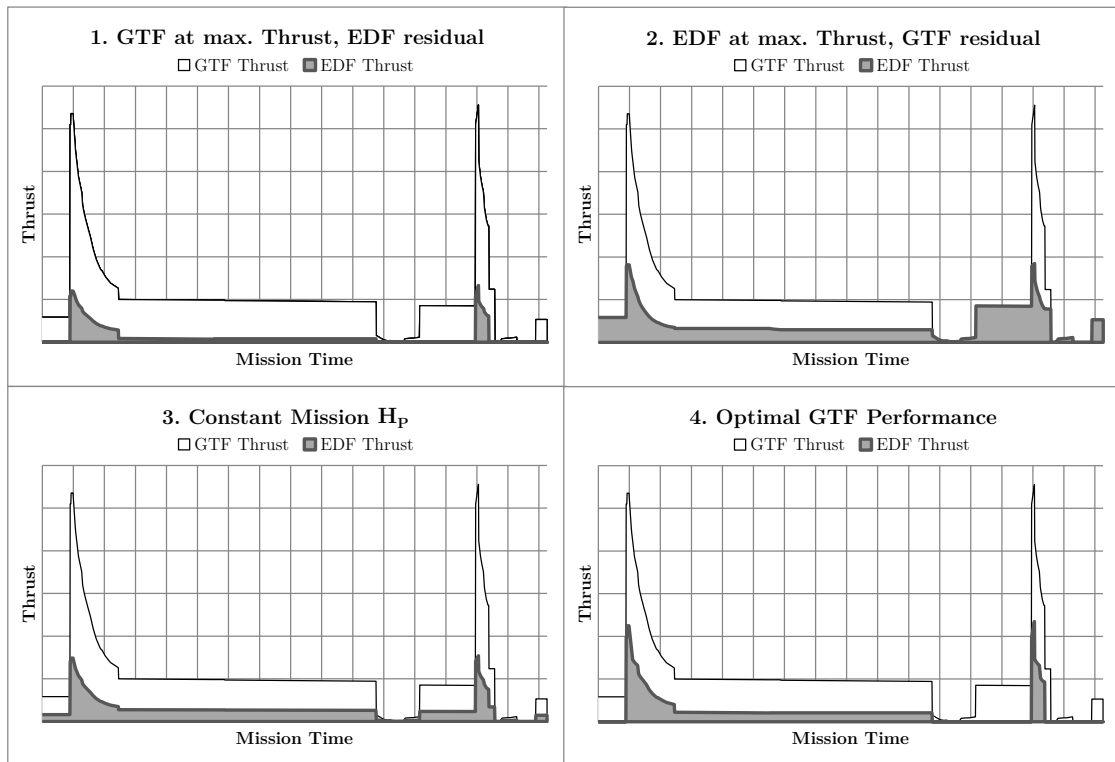 1. GTF at max. Thrust, EDF residual
GTF Thrust EDF Thrust
Thrust
Mission Time
2. EDF at max. Thrust, GTF residual
GTF Thrust EDF Thrust
Thrust
Mission Time
3. Constant Mission H_P
GTF Thrust EDF Thrust
Thrust
Mission Time
4. Optimal GTF Performance
GTF Thrust EDF Thrust
Thrust
Mission Time